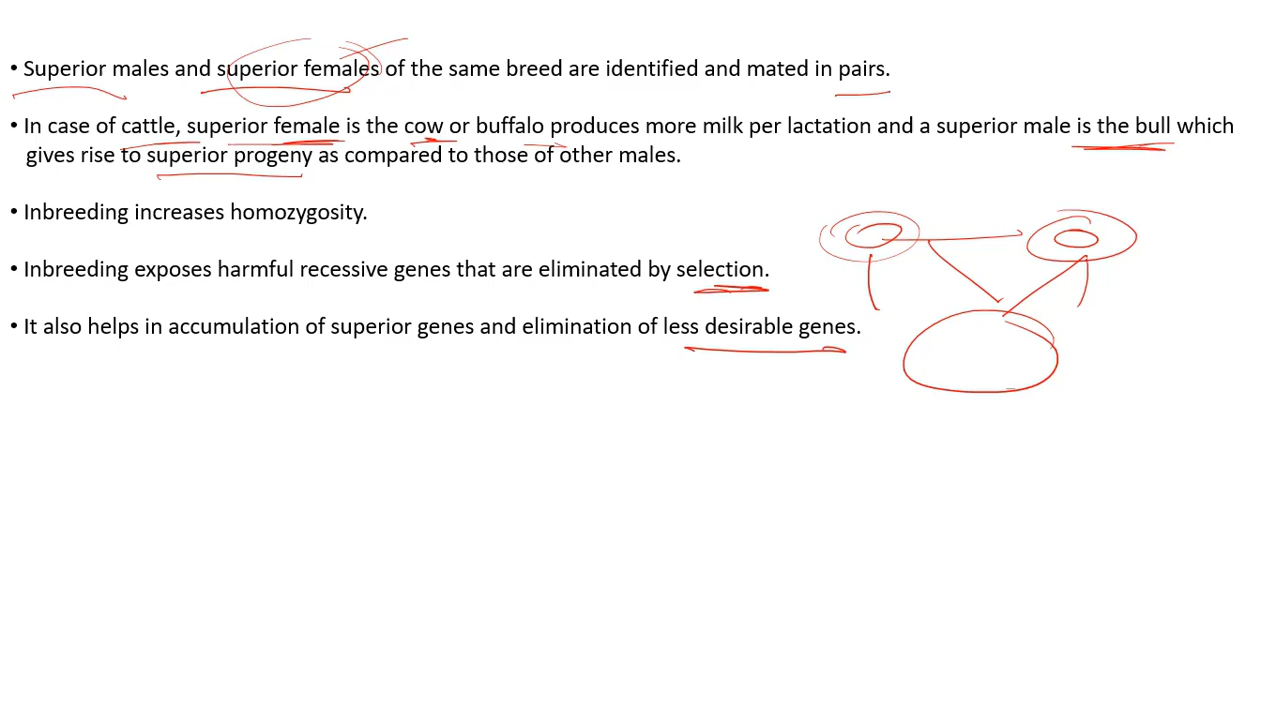 • Superior males and superior females of the same breed are identified and mated in pairs.
• In case of cattle, superior female is the cow or buffalo produces more milk per lactation and a superior male is the bull which
gives rise to superior progeny as compared to those of other males.
• Inbreeding increases homozygosity.
• Inbreeding exposes harmful recessive genes that are eliminated by selection.
• It also helps in accumulation of superior genes and elimination of less desirable genes.